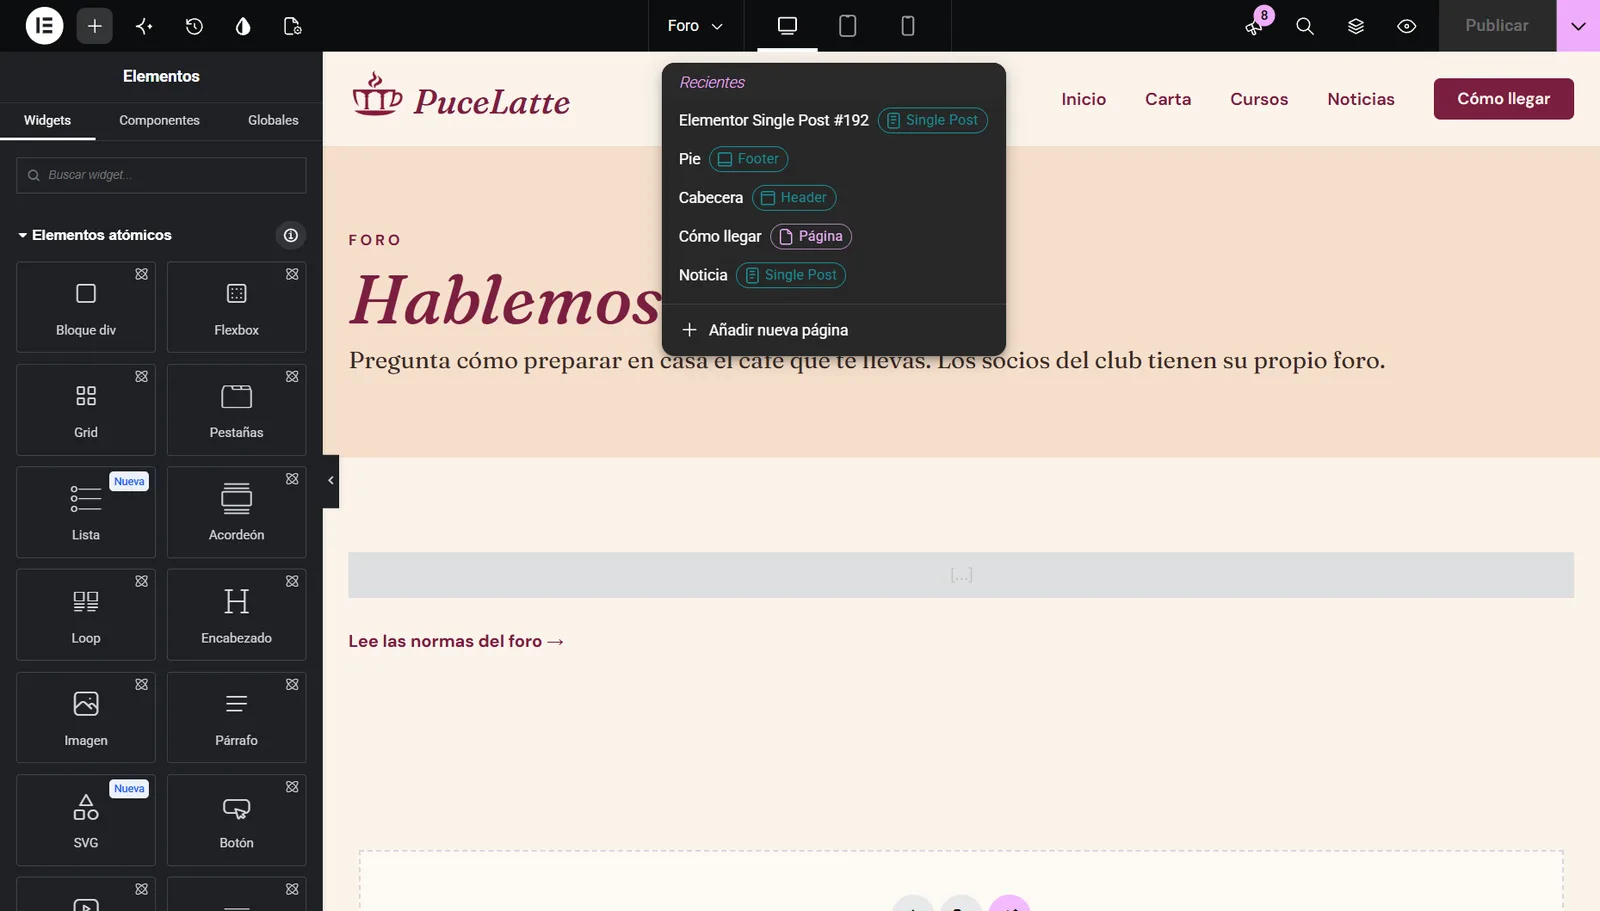 Foro
8
Publicar
Elementos
Widgets
Componentes
Globales
Buscar widget...
Elementos atómicos
Bloque div
Flexbox
Grid
Pestañas
Nueva
Lista
Acordeón
Loop
Encabezado
Imagen
Párrafo
Nueva
SVG
Botón
PuceLatte
Inicio
Carta
Cursos
Noticias
Cómo llegar
Recientes
Elementor Single Post #192 Single Post
Pie Footer
Cabecera Header
Cómo llegar Página
Noticia Single Post
Añadir nueva página
FORO
Hablemos
Pregunta cómo preparar en casa el café que te llevas. Los socios del club tienen su propio foro.
[...]
Lee las normas del foro →